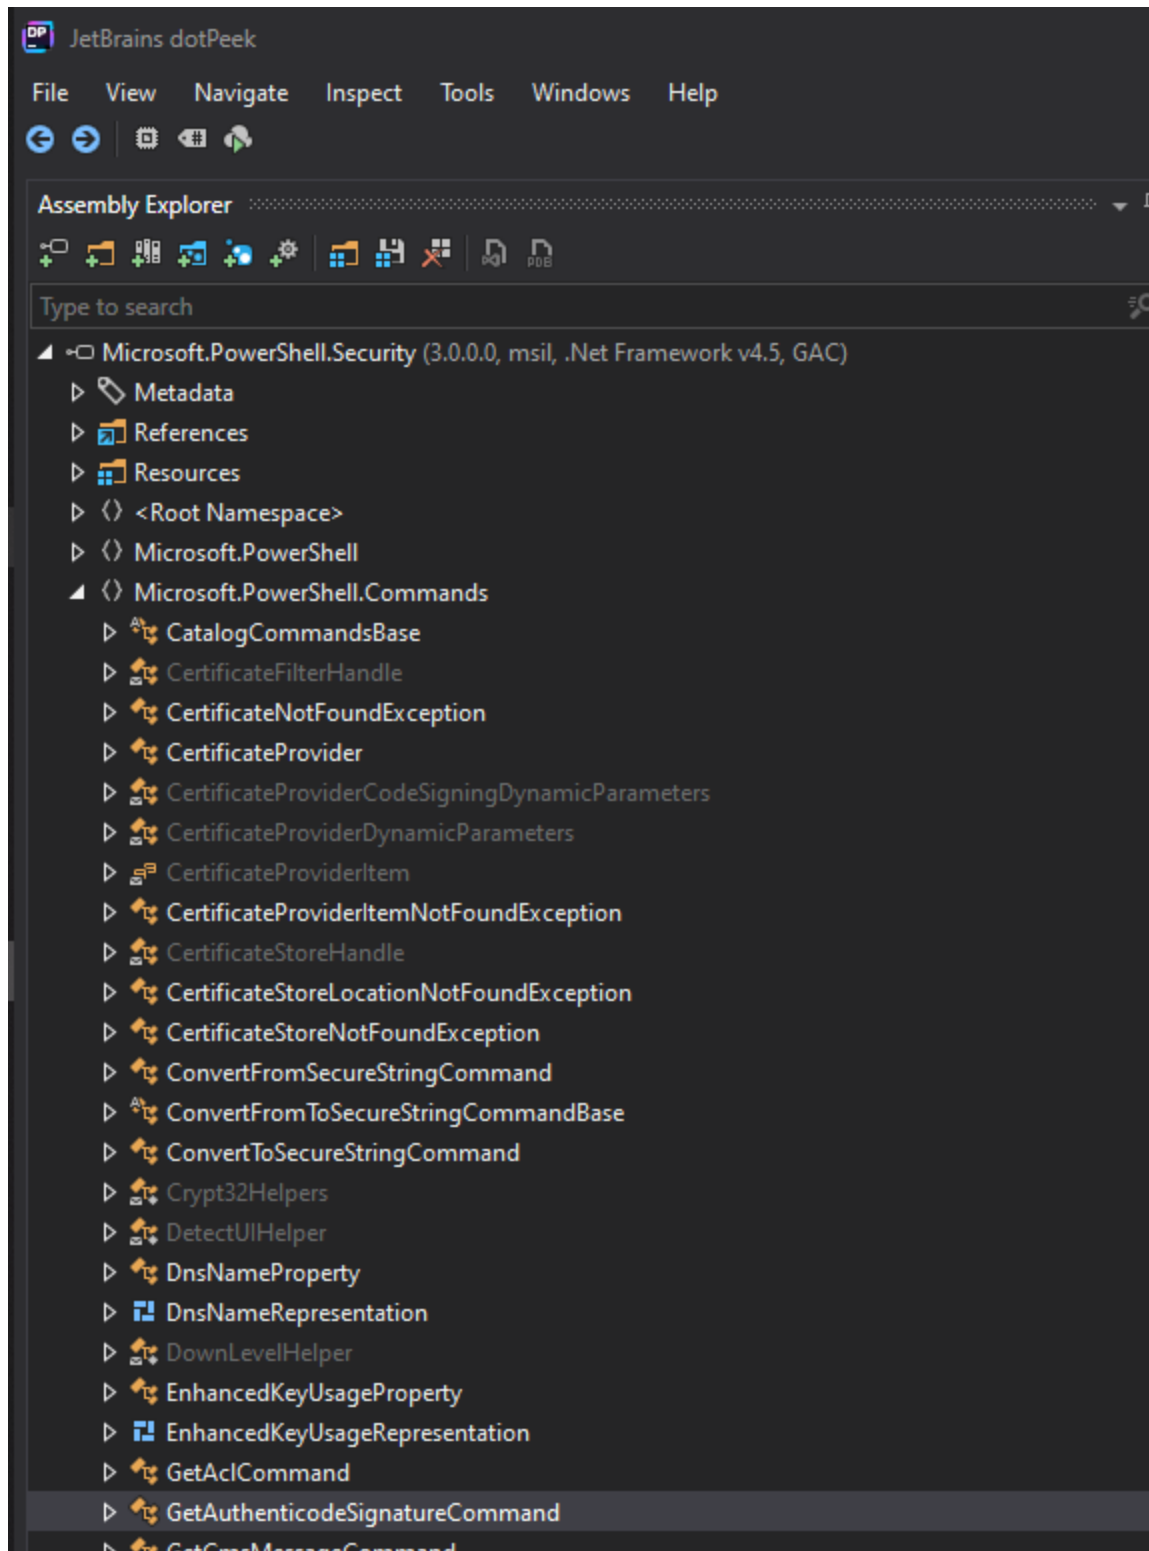 JetBrains dotPeek
File View Navigate Inspect Tools Windows Help
Assembly Explorer
Type to search
Microsoft.PowerShell.Security (3.0.0.0, msil, .Net Framework v4.5, GAC)
Metadata
References
Resources
<Root Namespace>
Microsoft.PowerShell
Microsoft.PowerShell.Commands
CatalogCommandsBase
CertificateFilterHandle
CertificateNotFoundException
CertificateProvider
CertificateProviderCodeSigningDynamicParameters
CertificateProviderDynamicParameters
CertificateProviderItem
CertificateProviderItemNotFoundException
CertificateStoreHandle
CertificateStoreLocationNotFoundException
CertificateStoreNotFoundException
ConvertFromSecureStringCommand
ConvertFromToSecureStringCommandBase
ConvertToSecureStringCommand
Crypt32Helpers
DetectUIHelper
DnsNameProperty
DnsNameRepresentation
DownLevelHelper
EnhancedKeyUsageProperty
EnhancedKeyUsageRepresentation
GetAclCommand
GetAuthenticodeSignatureCommand
GetCmsMessageCommand